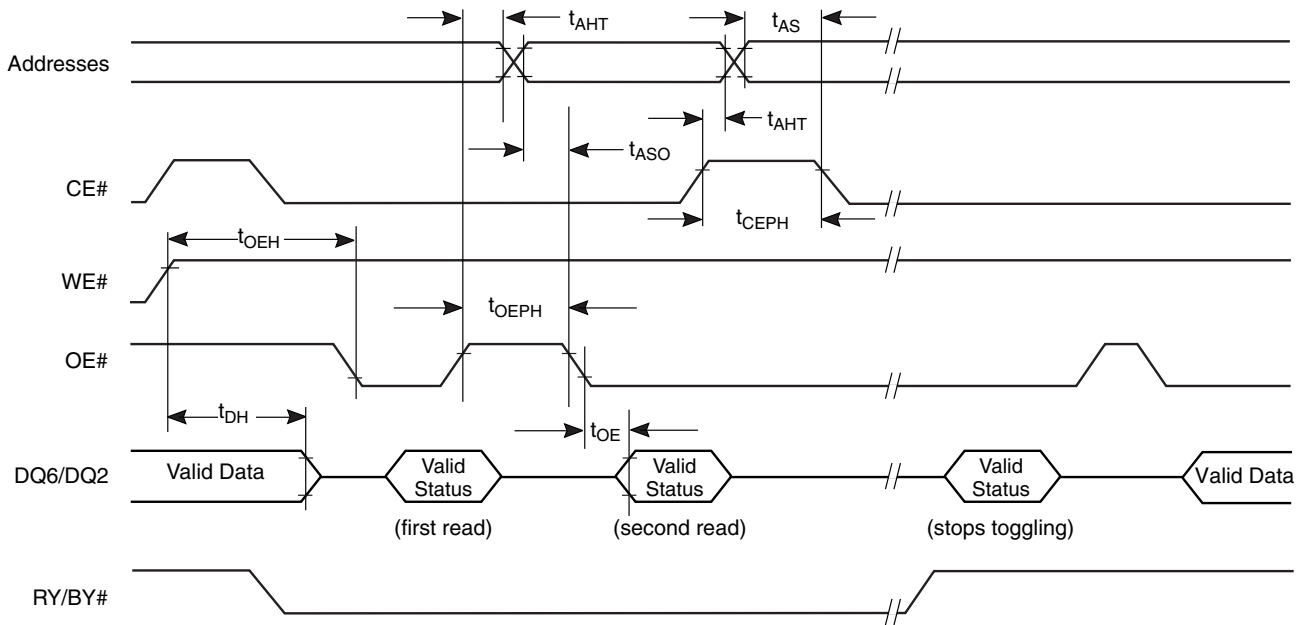 tAHT tAS
Addresses
tAHT
tASO
CE#
tCEPH
tOEH
WE#
tOEPH
OE#
tDH
tOE
DQ6/DQ2 Valid Data Valid Status Valid Status Valid Status Valid Data
(first read) (second read) (stops toggling)
RY/BY#